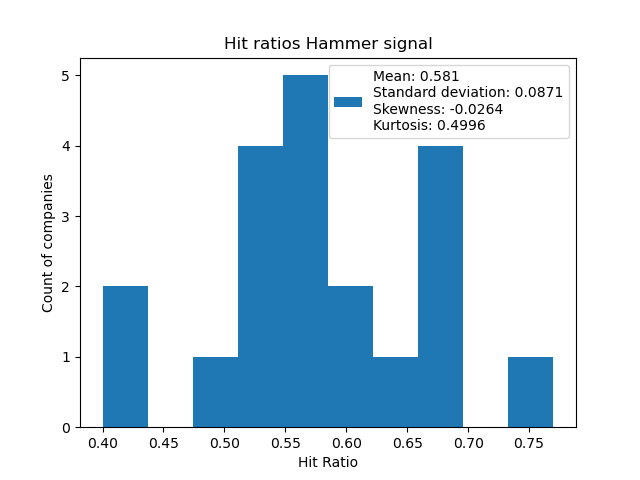 Hit ratios Hammer signal
Mean: 0.581
Standard deviation: 0.0871
Skewness: -0.0264
Kurtosis: 0.4996
Count of companies
5
4
3
2
1
0
0.40 0.45 0.50 0.55 0.60 0.65 0.70 0.75
Hit Ratio